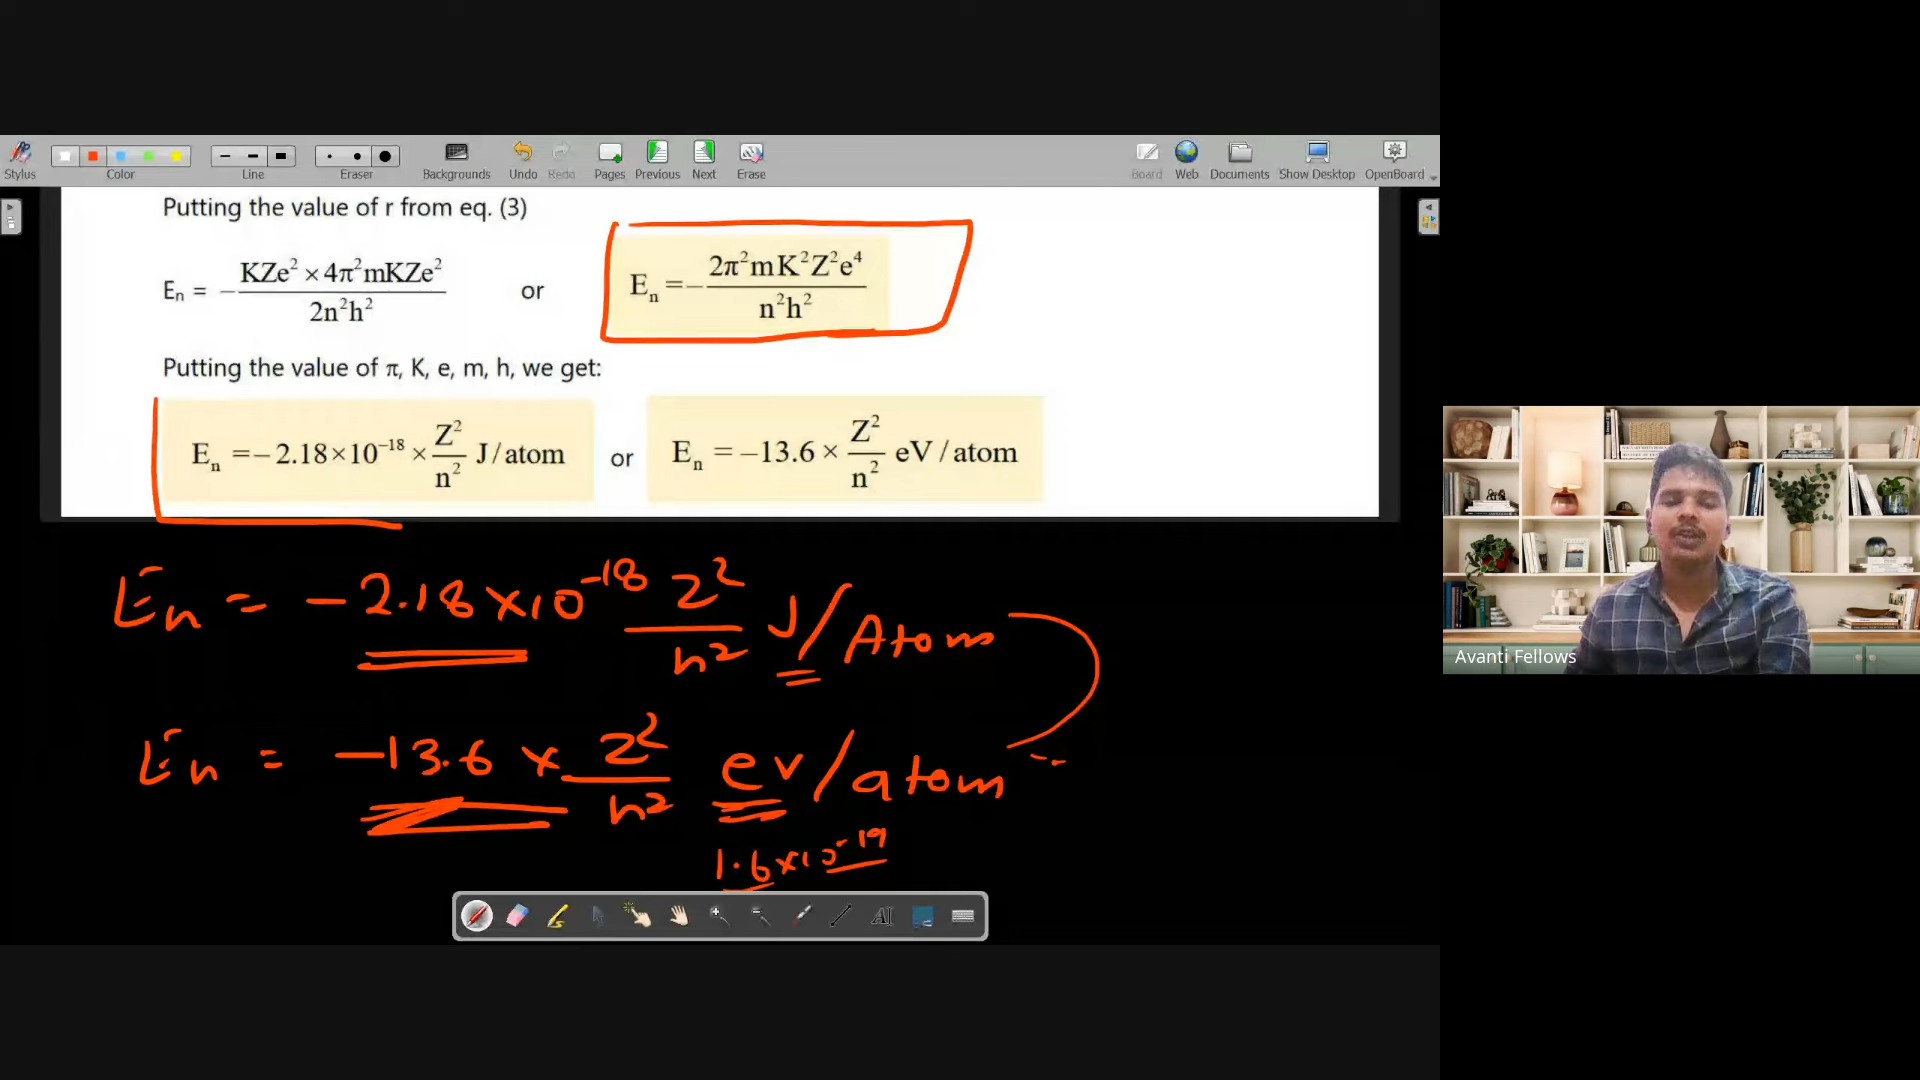 Stylus Color Line Eraser Backgrounds Undo Redo Pages Previous Next Erase Board Web Documents Show Desktop OpenBoard
Putting the value of r from eq. (3)
Eₙ = -KZe² × 4π²mKZe² / 2n²h² or Eₙ = -2π²mK²Z²e⁴ / n²h²
Putting the value of π, K, e, m, h, we get:
Eₙ = –2.18×10⁻¹⁸ × Z²/n² J/atom or Eₙ = –13.6 × Z²/n² eV/atom
En = -2.18 x10⁻¹⁸ Z²/n² J/Atom
En = -13.6 x Z²/n² ev/atom
1.6x10⁻¹⁹
Avanti Fellows